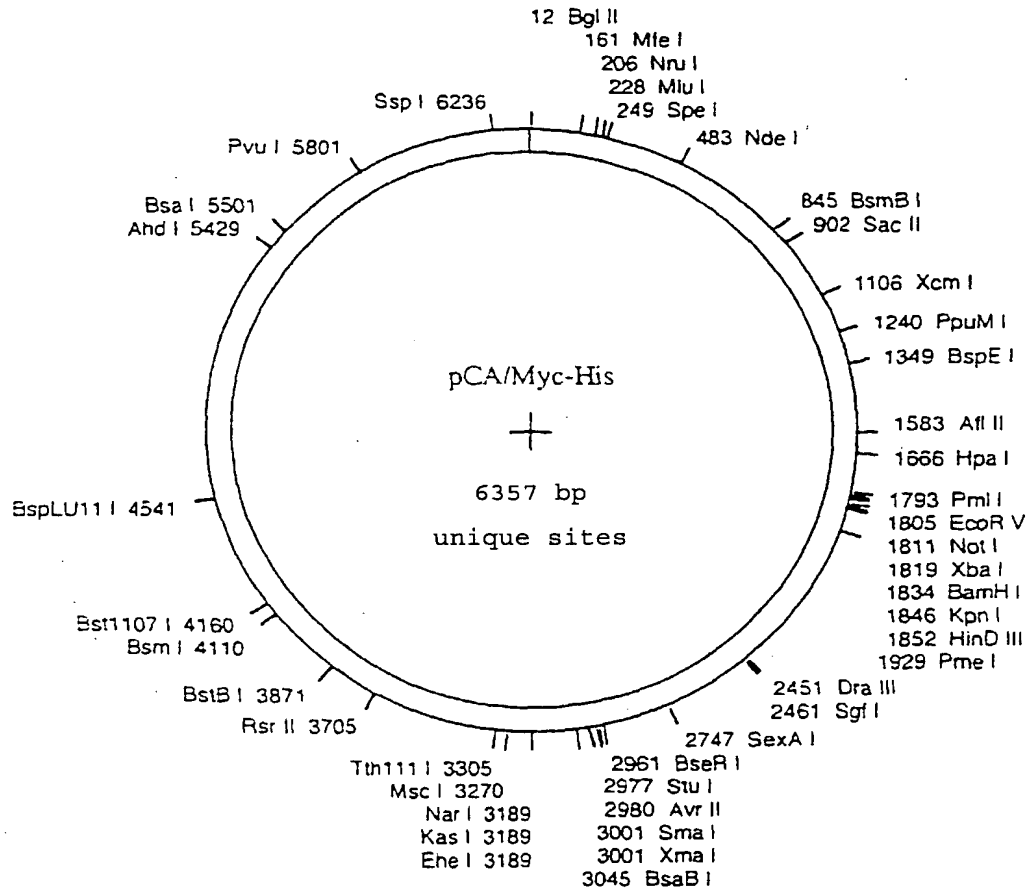 12 Bgl II
161 Mfe I
206 Nru I
228 Mlu I
249 Spe I
483 Nde I
845 BsmB I
902 Sac II
1106 Xcm I
1240 PpuM I
1349 BspE I
1583 Afl II
1666 Hpa I
1793 Pml I
1805 EcoR V
1811 Not I
1819 Xba I
1834 BamH I
1846 Kpn I
1852 HinD III
1929 Pme I
2451 Dra III
2461 Sgf I
2747 SexA I
2961 BseR I
2977 Stu I
2980 Avr II
3001 Sma I
3001 Xma I
3045 BsaB I
Ssp I 6236
Pvu I 5801
Bsa I 5501
Ahd I 5429
BspLU11 I 4541
Bst1107 I 4160
Bsm I 4110
BstB I 3871
Rsr II 3705
Tth111 I 3305
Msc I 3270
Nar I 3189
Kas I 3189
Ehe I 3189
pCA/Myc-His
6357 bp
unique sites